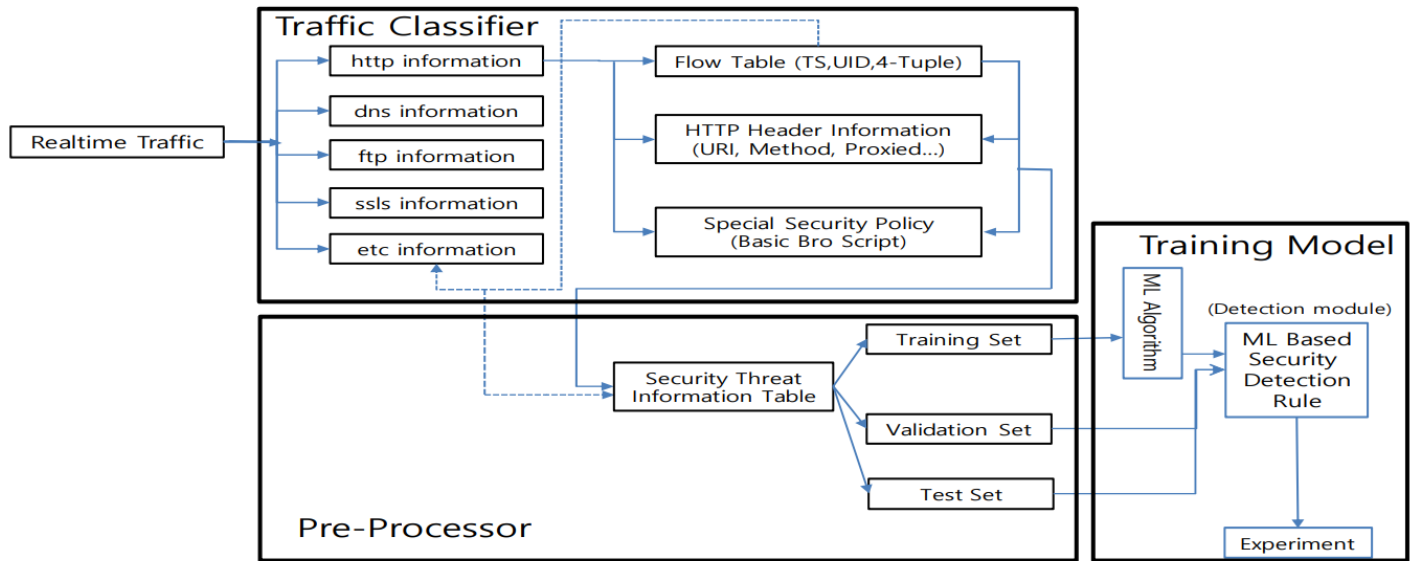 Traffic Classifier
http information
dns information
Realtime Traffic
ftp information
ssls information
etc information
Flow Table (TS,UID,4-Tuple)
HTTP Header Information
(URI, Method, Proxied...)
Special Security Policy
(Basic Bro Script)
Security Threat
Information Table
Training Set
Validation Set
Test Set
Pre-Processor
Training Model
ML Algorithm
(Detection module)
ML Based
Security
Detection
Rule
Experiment